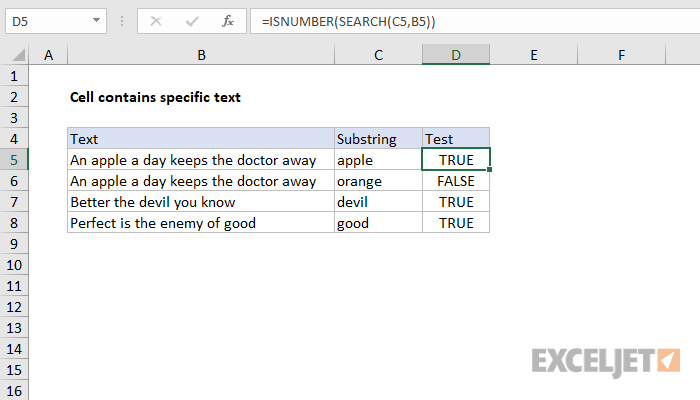 D5 fx =ISNUMBER(SEARCH(C5,B5))
A B C D E F
1
2 Cell contains specific text
3
4 Text Substring Test
5 An apple a day keeps the doctor away apple TRUE
6 An apple a day keeps the doctor away orange FALSE
7 Better the devil you know devil TRUE
8 Perfect is the enemy of good good TRUE
9
10
11
12
13
14
15
16
EXCELJET